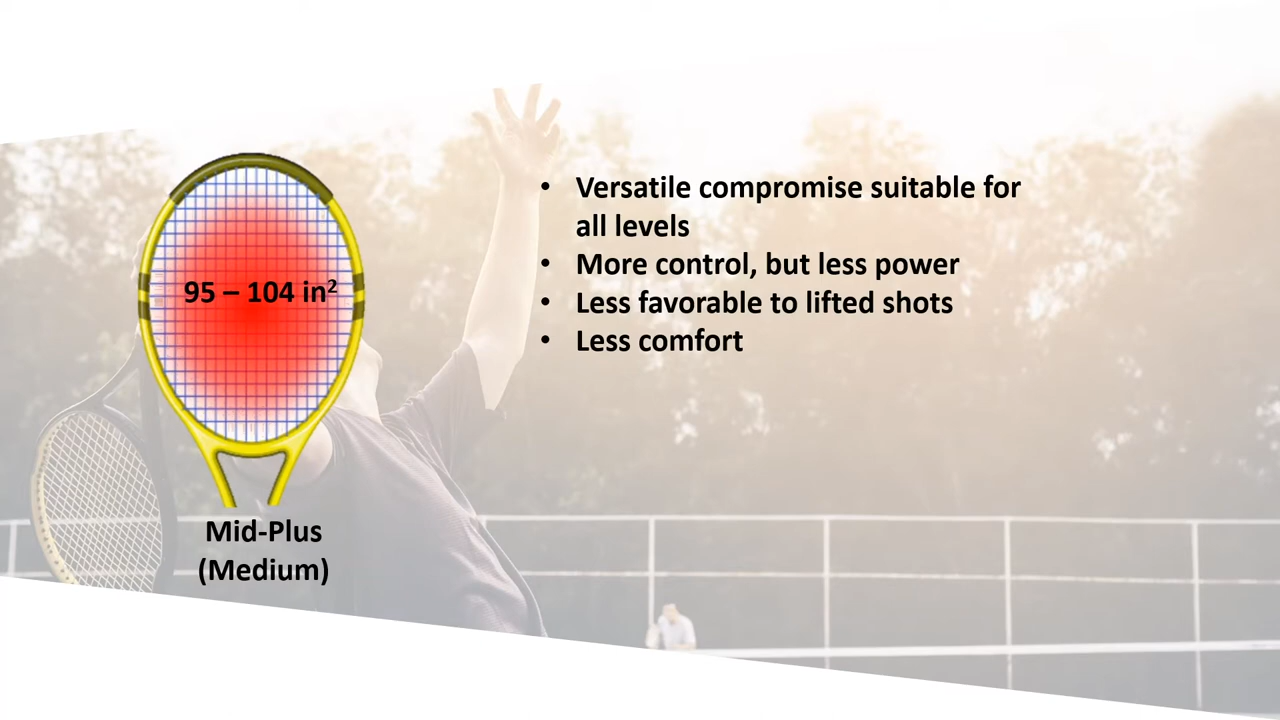 95 – 104 in²
Mid-Plus
(Medium)
• Versatile compromise suitable for
all levels
• More control, but less power
• Less favorable to lifted shots
• Less comfort